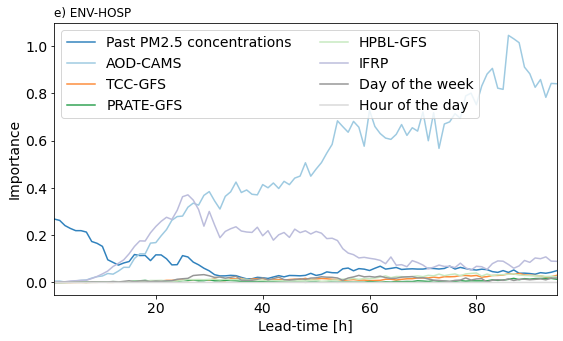 e) ENV-HOSP
Past PM2.5 concentrations
AOD-CAMS
TCC-GFS
PRATE-GFS
HPBL-GFS
IFRP
Day of the week
Hour of the day
Importance
1.0
0.8
0.6
0.4
0.2
0.0
20 40 60 80
Lead-time [h]